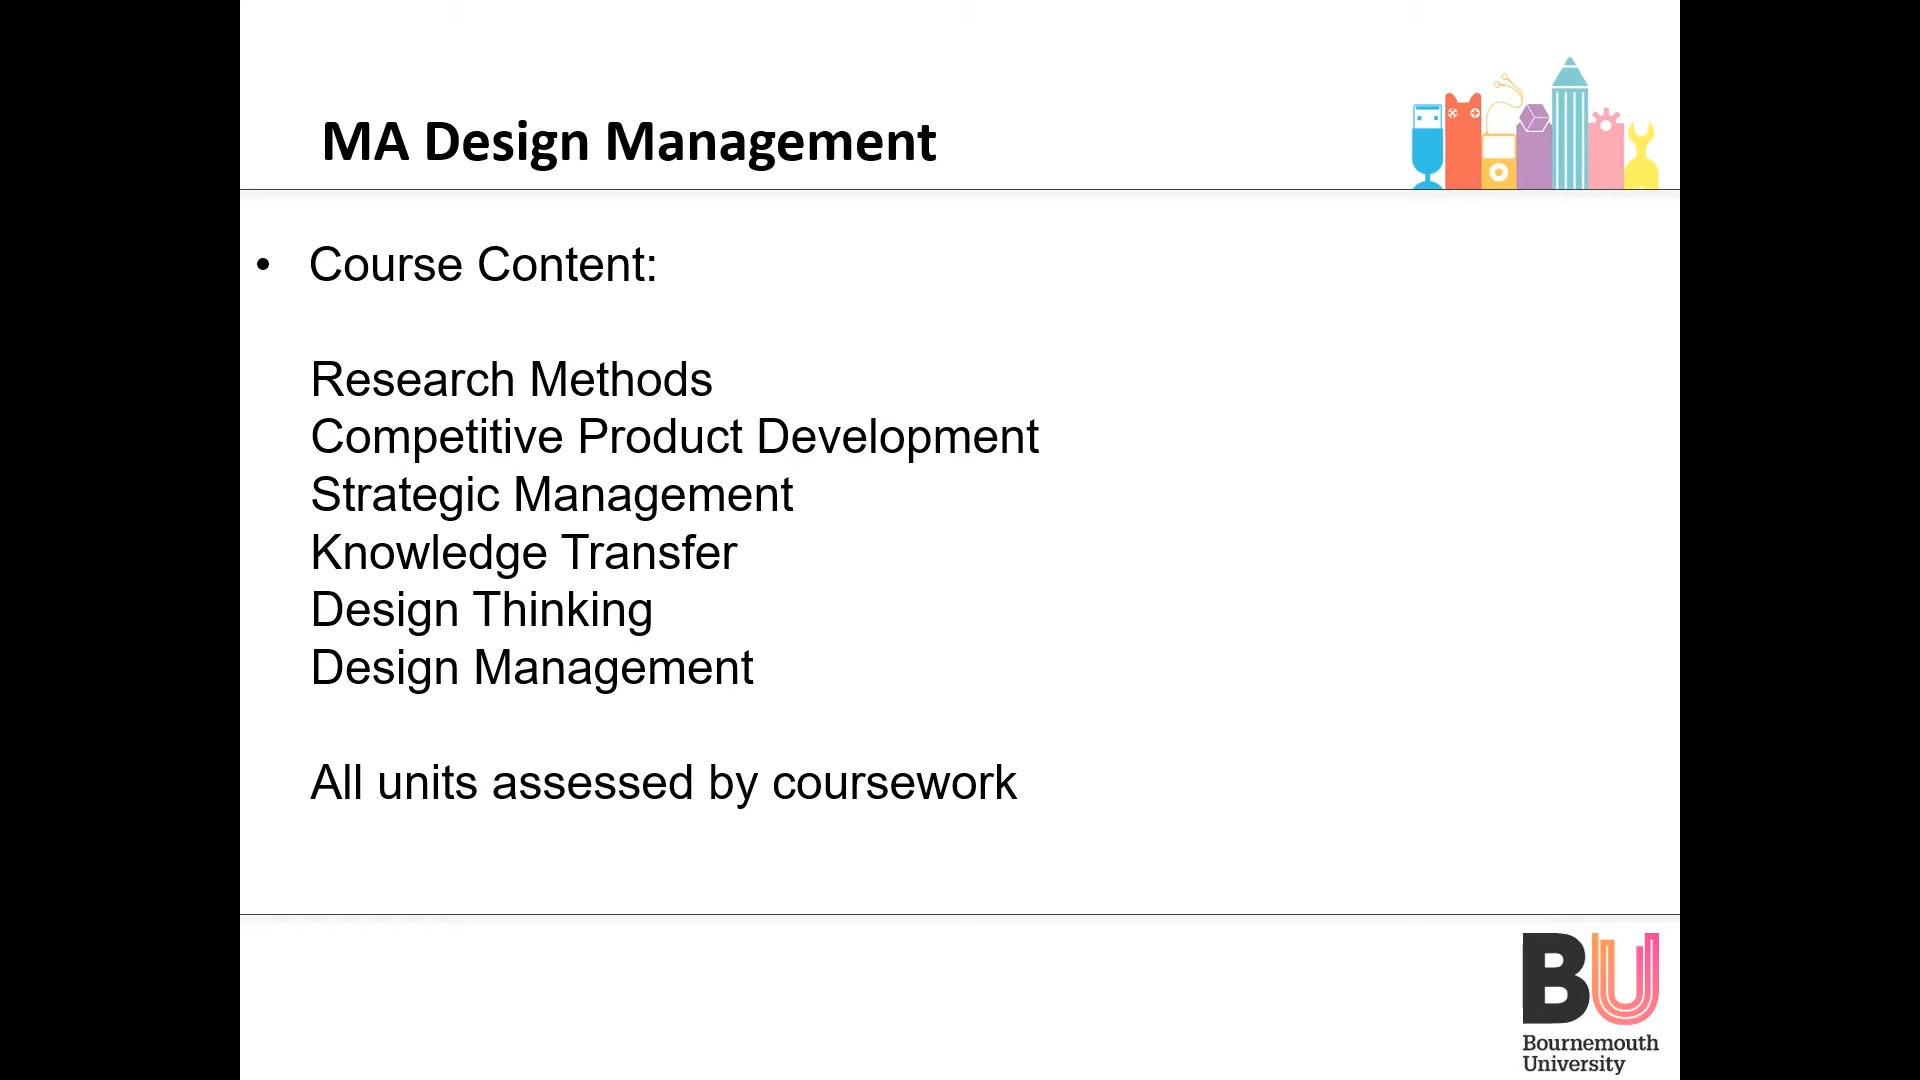 MA Design Management
• Course Content:
Research Methods
Competitive Product Development
Strategic Management
Knowledge Transfer
Design Thinking
Design Management
All units assessed by coursework
BU
Bournemouth
University